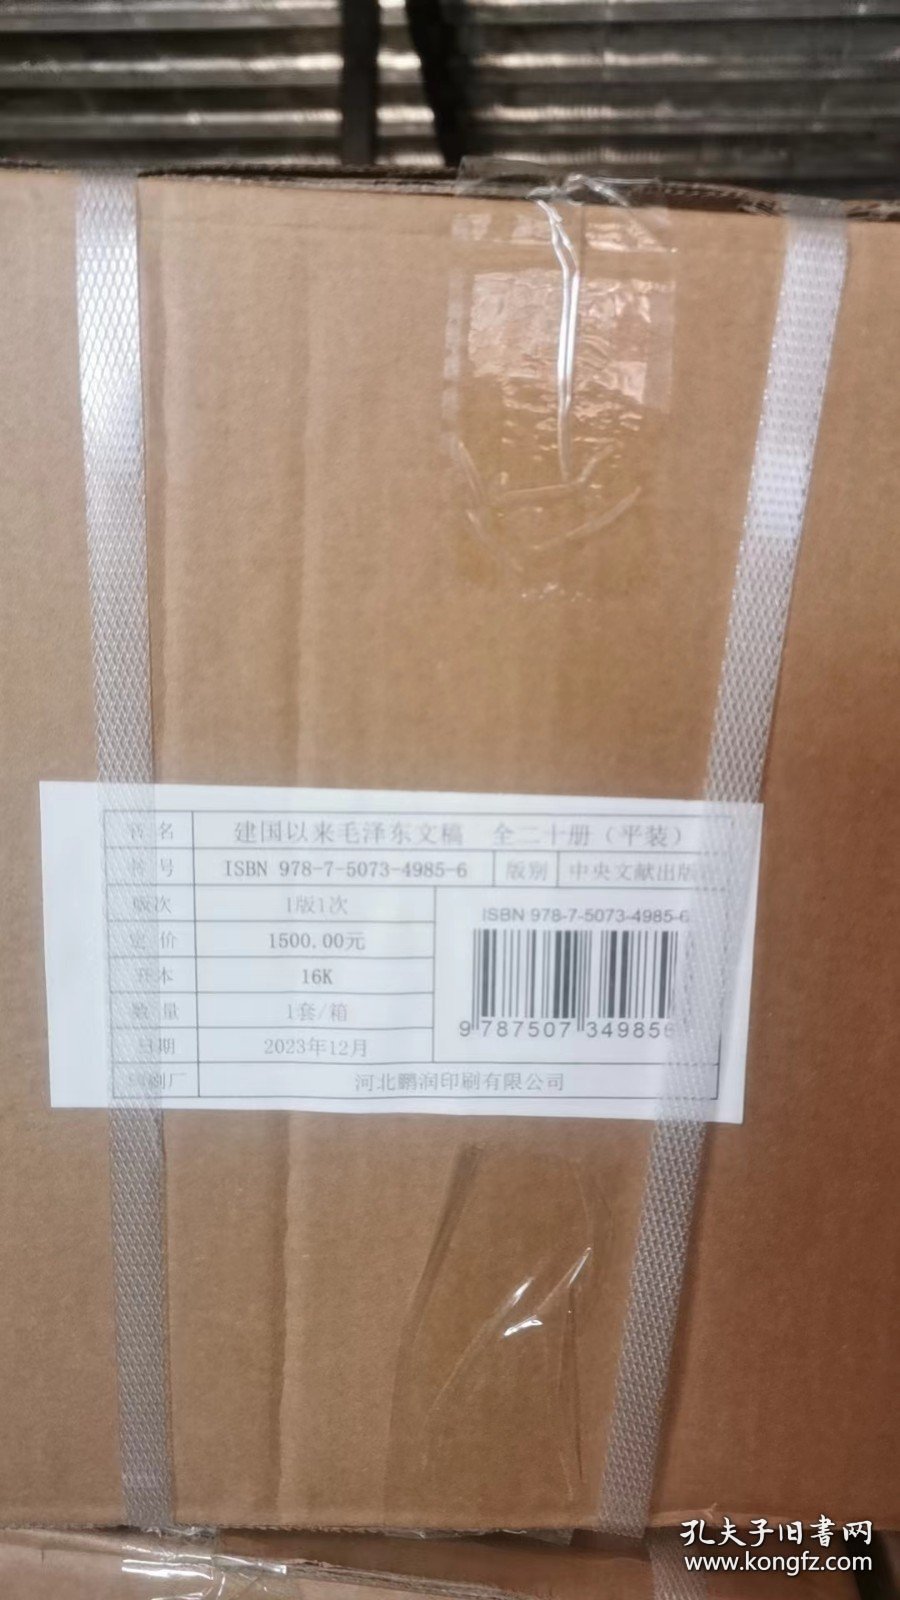 书名 建国以来毛泽东文稿 全二十册（平装）
书号 ISBN 978-7-5073-4985-6 版别 中央文献出版
版次 1版1次
定价 1500.00元
开本 16K
数量 1套/箱
日期 2023年12月
印刷厂 河北鹏润印刷有限公司
ISBN 978-7-5073-4985-6
9 787507 349856
孔夫子旧书网
www.kongfz.com